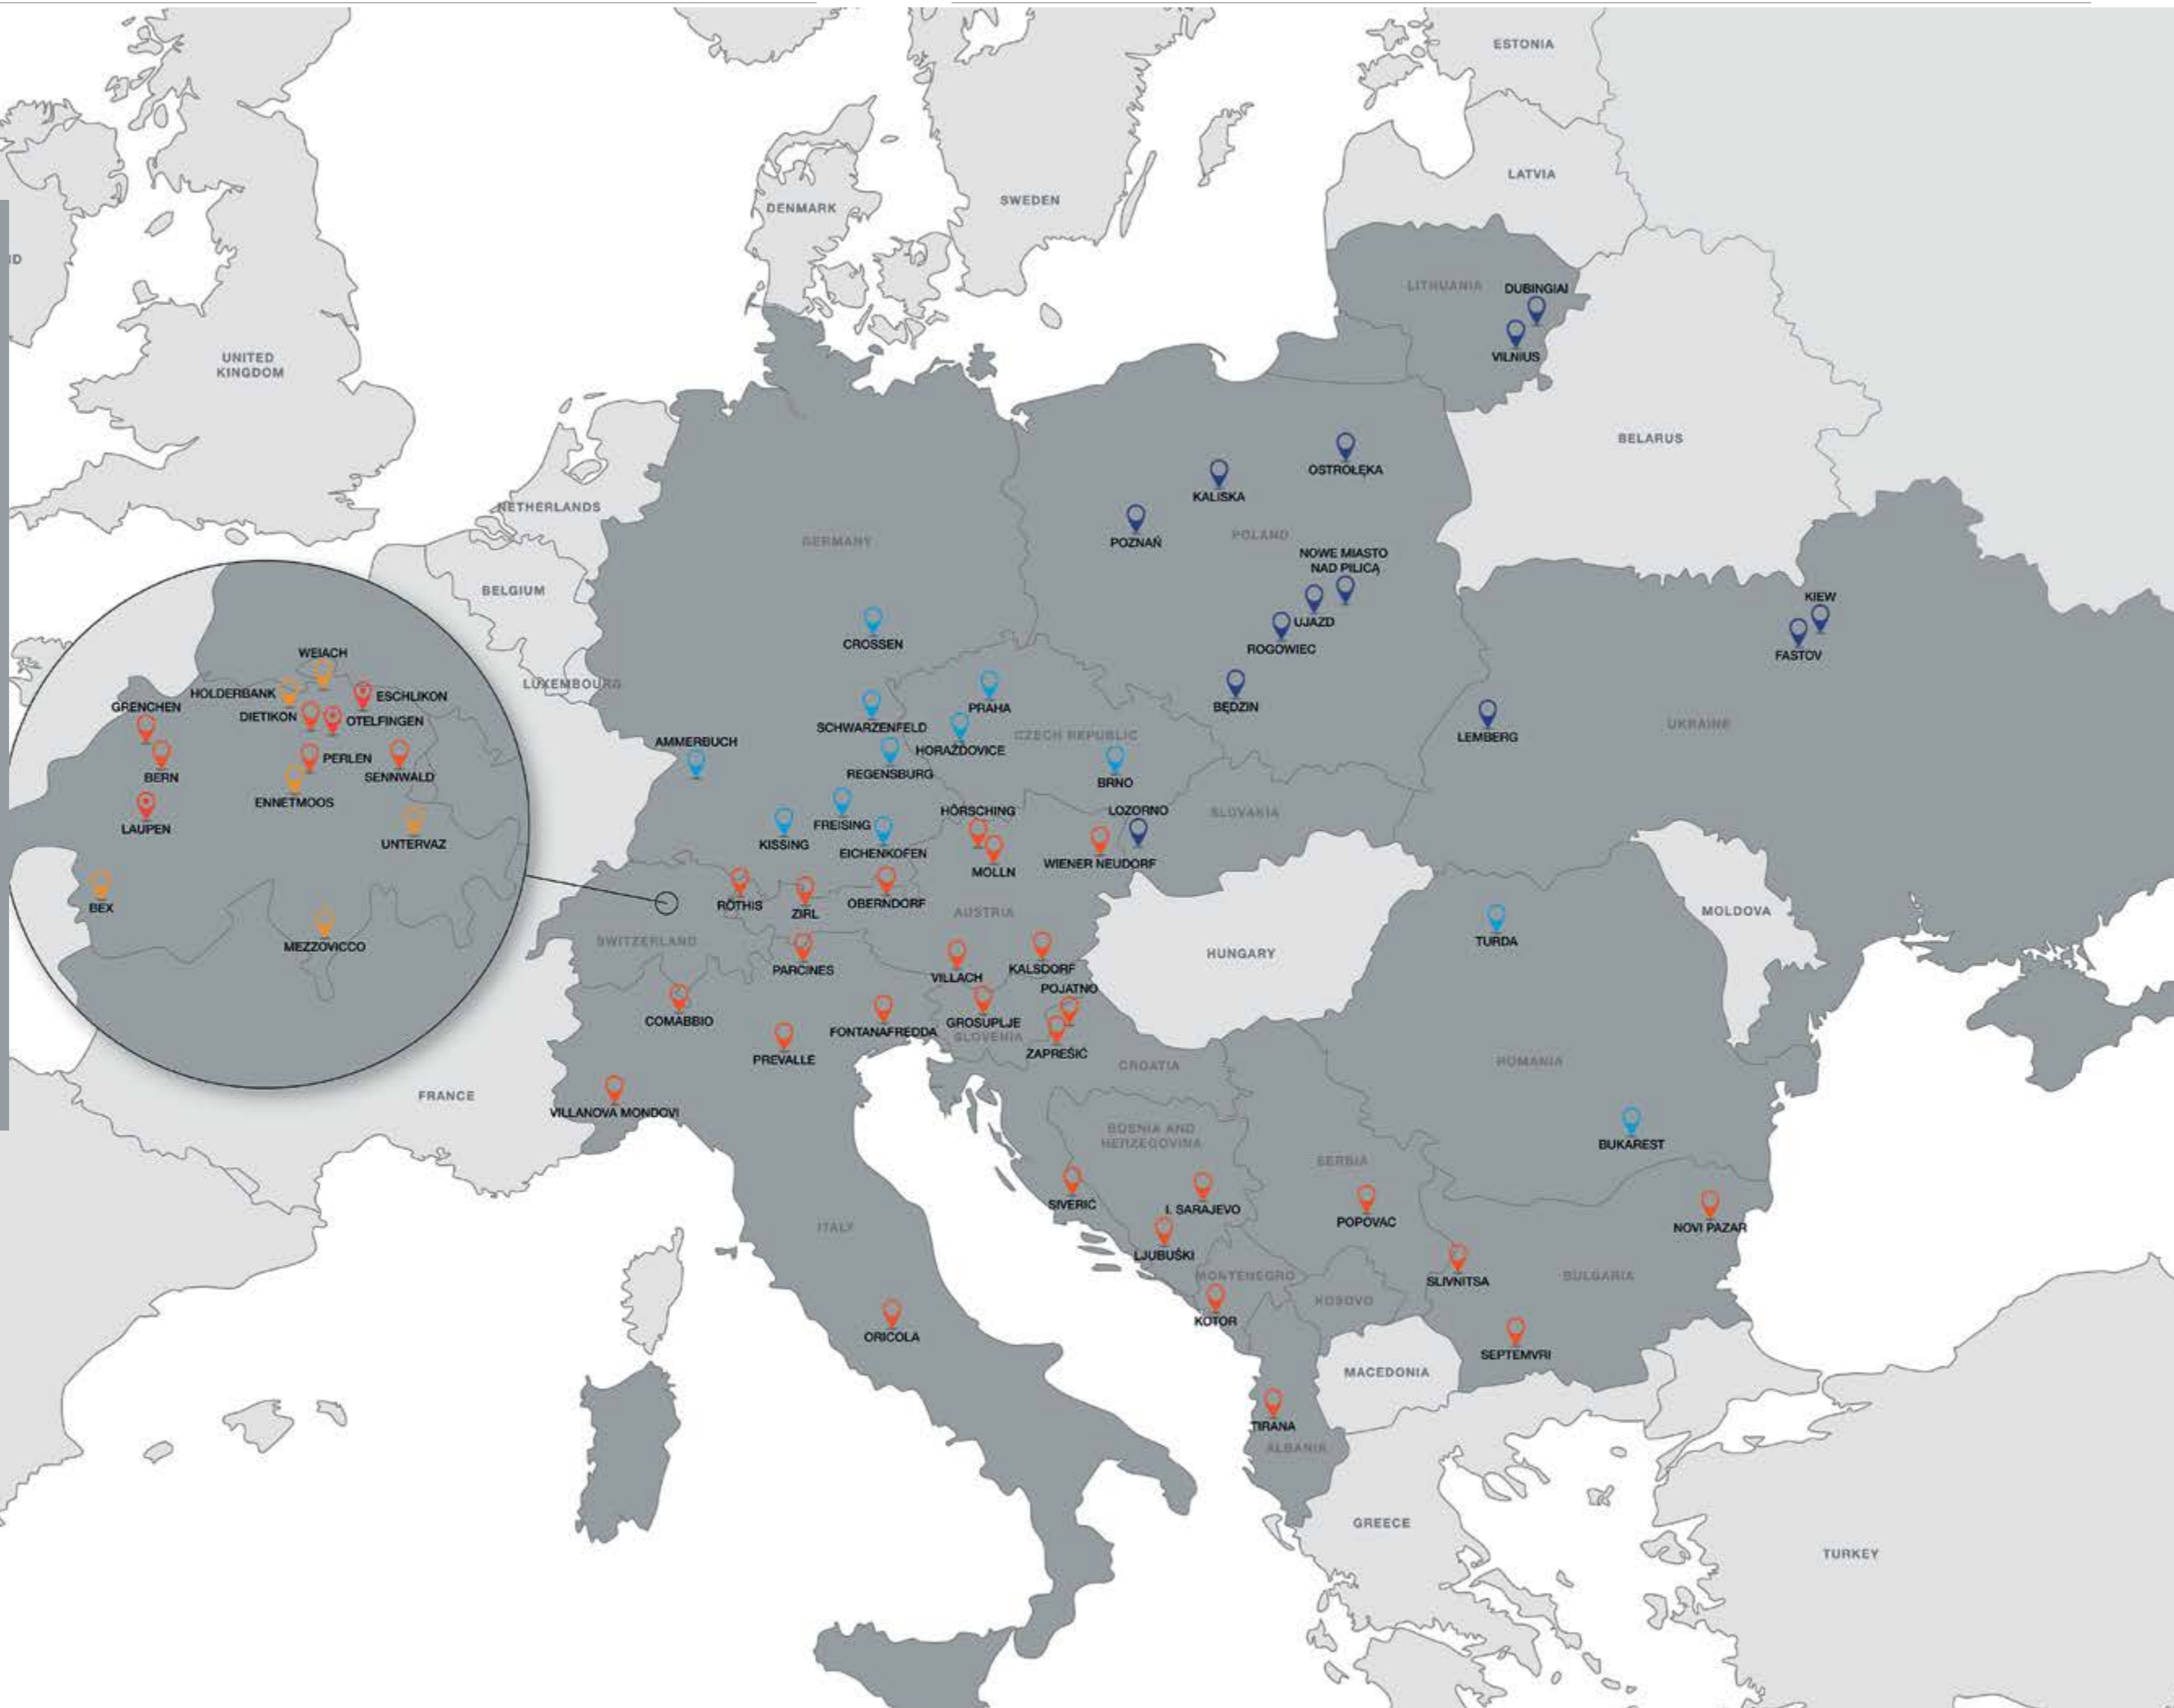 ESTONIA
LATVIA
SWEDEN
DENMARK
ID
LITHUANIA
DUBINGIAI
VILNIUS
UNITED
KINGDOM
BELARUS
OSTROŁĘKA
KALISKA
NETHERLANDS
GERMANY
POZNAŃ
POLAND
NOWE MIASTO
NAD PILICĄ
BELGIUM
KIEW
UJAZD
CROSSEN
ROGOWIEC
FASTOV
WEIACH
LUXEMBOURG
HOLDERBANK
ESCHLIKON
GRENCHEN
DIETIKON
OTELFINGEN
PRAHA
BĘDZIN
SCHWARZENFELD
UKRAINE
CZECH REPUBLIC
LEMBERG
AMMERBUCH
HORAŽĎOVICE
PERLEN
BERN
SENNWALD
REGENSBURG
BRNO
ENNETMOOS
HÖRSCHING
LOZORNO
SLOVAKIA
LAUPEN
FREISING
UNTERVAZ
KISSING
EICHENKOFEN
WIENER NEUDORF
MOLLN
BEX
RÖTHIS
ZIRL
OBERNDORF
AUSTRIA
MOLDOVA
MEZZOVICCO
SWITZERLAND
TURDA
HUNGARY
PARCINES
VILLACH
KALSDORF
POJATNO
COMABBIO
FONTANAFREDDA
GROSUPLJE
SLOVENIA
PREVALLE
ZAPREŠIĆ
CROATIA
ROMANIA
FRANCE
VILLANOVA MONDOVI
BOSNIA AND
HERZEGOVINA
BUKAREST
SERBIA
SIVERIĆ
I. SARAJEVO
POPOVAC
ITALY
NOVI PAZAR
LJUBUŠKI
MONTENEGRO
SLIVNITSA
BULGARIA
KOSOVO
KOTOR
ORICOLA
SEPTEMVRI
MACEDONIA
TIRANA
ALBANIA
GREECE
TURKEY